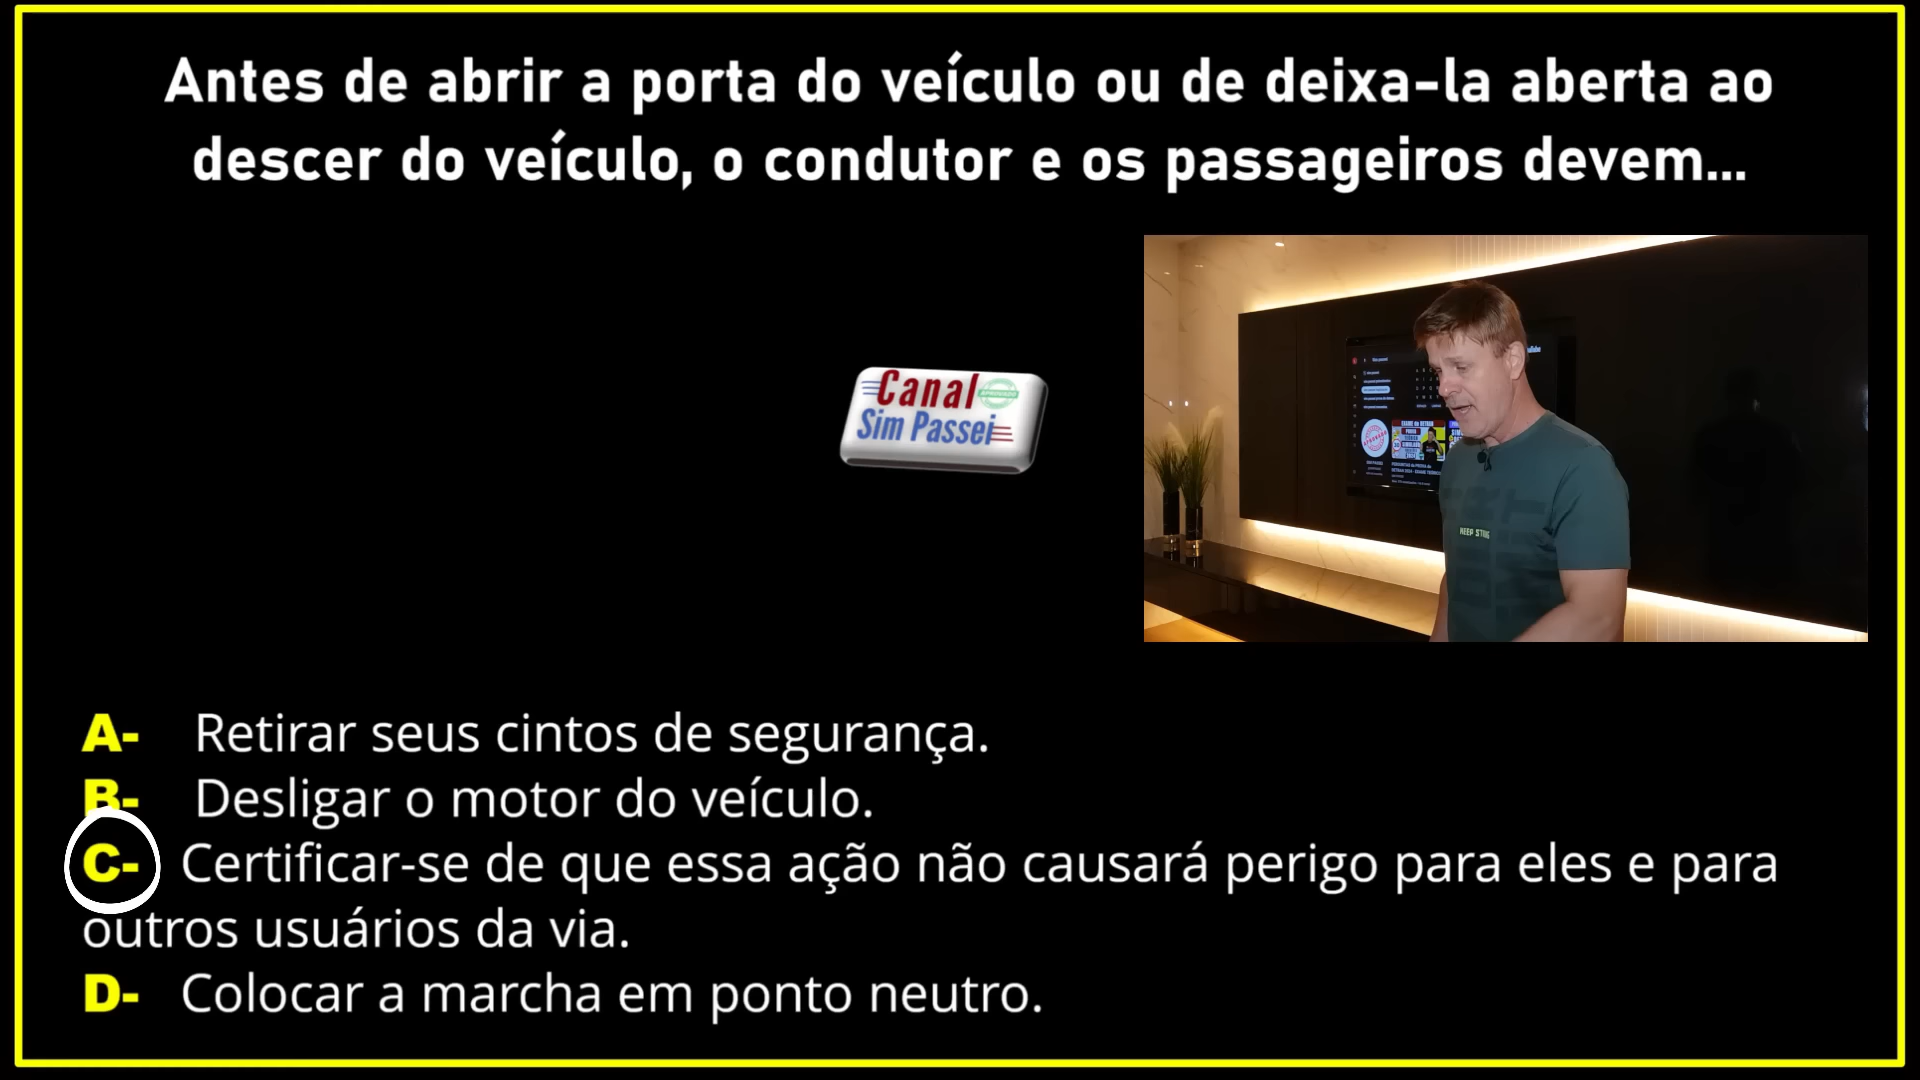 Antes de abrir a porta do veículo ou de deixa-la aberta ao
descer do veículo, o condutor e os passageiros devem...
Canal
Sim Passei
A- Retirar seus cintos de segurança.
B- Desligar o motor do veículo.
C- Certificar-se de que essa ação não causará perigo para eles e para
outros usuários da via.
D- Colocar a marcha em ponto neutro.